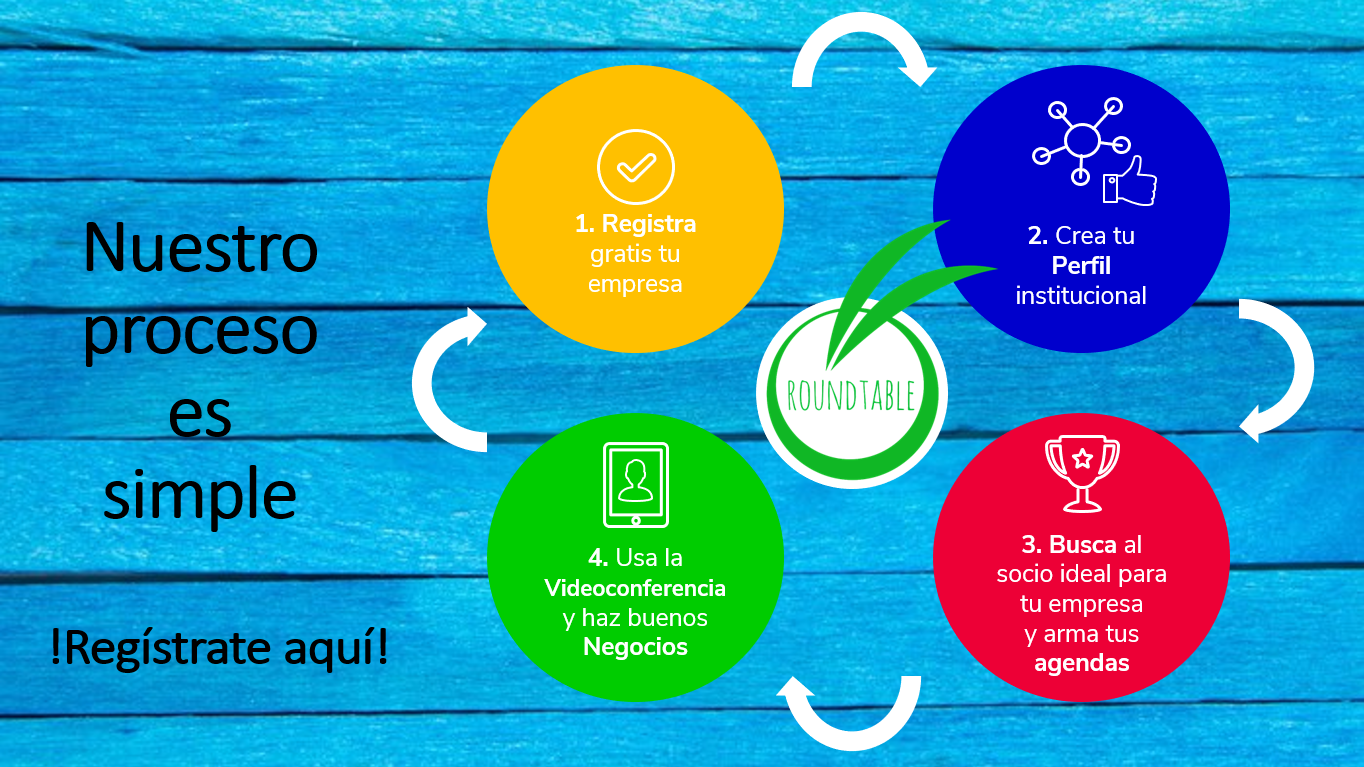 Nuestro
proceso
es
simple
!Regístrate aquí!
1. Registra
gratis tu
empresa
2. Crea tu
Perfil
institucional
ROUNDTABLE
3. Busca al
socio ideal para
tu empresa
y arma tus
agendas
4. Usa la
Videoconferencia
y haz buenos
Negocios